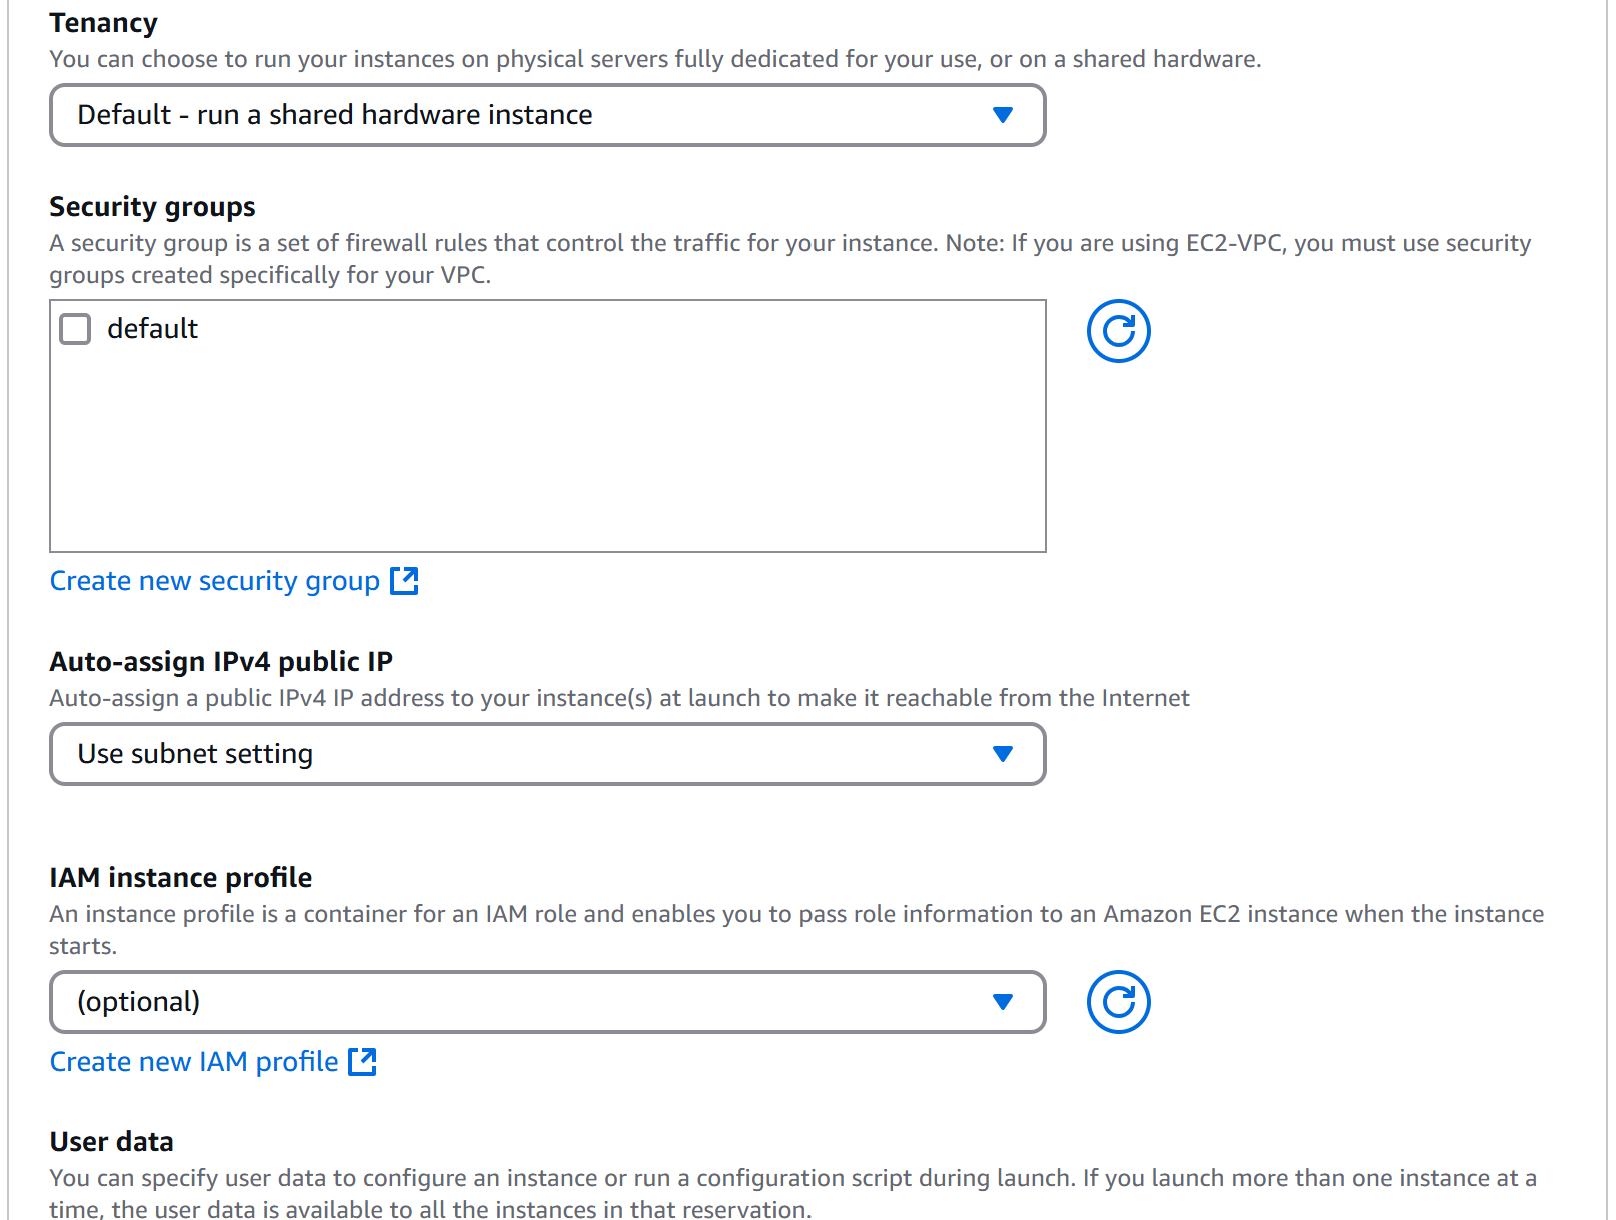 Tenancy
You can choose to run your instances on physical servers fully dedicated for your use, or on a shared hardware.
Default - run a shared hardware instance
Security groups
A security group is a set of firewall rules that control the traffic for your instance. Note: If you are using EC2-VPC, you must use security
groups created specifically for your VPC.
default
Create new security group
Auto-assign IPv4 public IP
Auto-assign a public IPv4 IP address to your instance(s) at launch to make it reachable from the Internet
Use subnet setting
IAM instance profile
An instance profile is a container for an IAM role and enables you to pass role information to an Amazon EC2 instance when the instance
starts.
(optional)
Create new IAM profile
User data
You can specify user data to configure an instance or run a configuration script during launch. If you launch more than one instance at a
time, the user data is available to all the instances in that reservation.